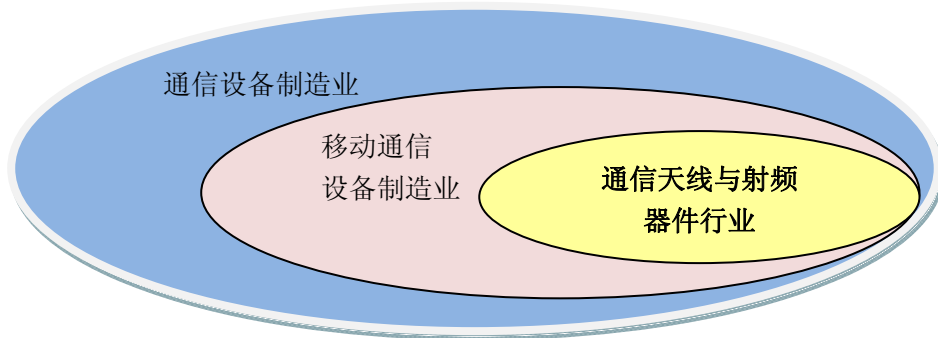 通信设备制造业
移动通信
设备制造业
通信天线与射频
器件行业